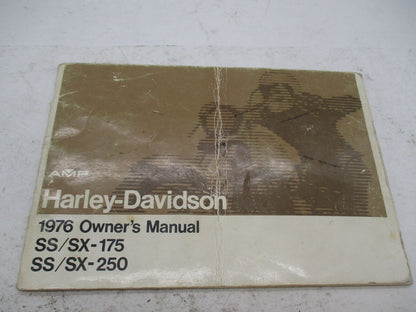 AMF
Harley-Davidson
1976 Owner's Manual
SS/SX-175
SS/SX-250